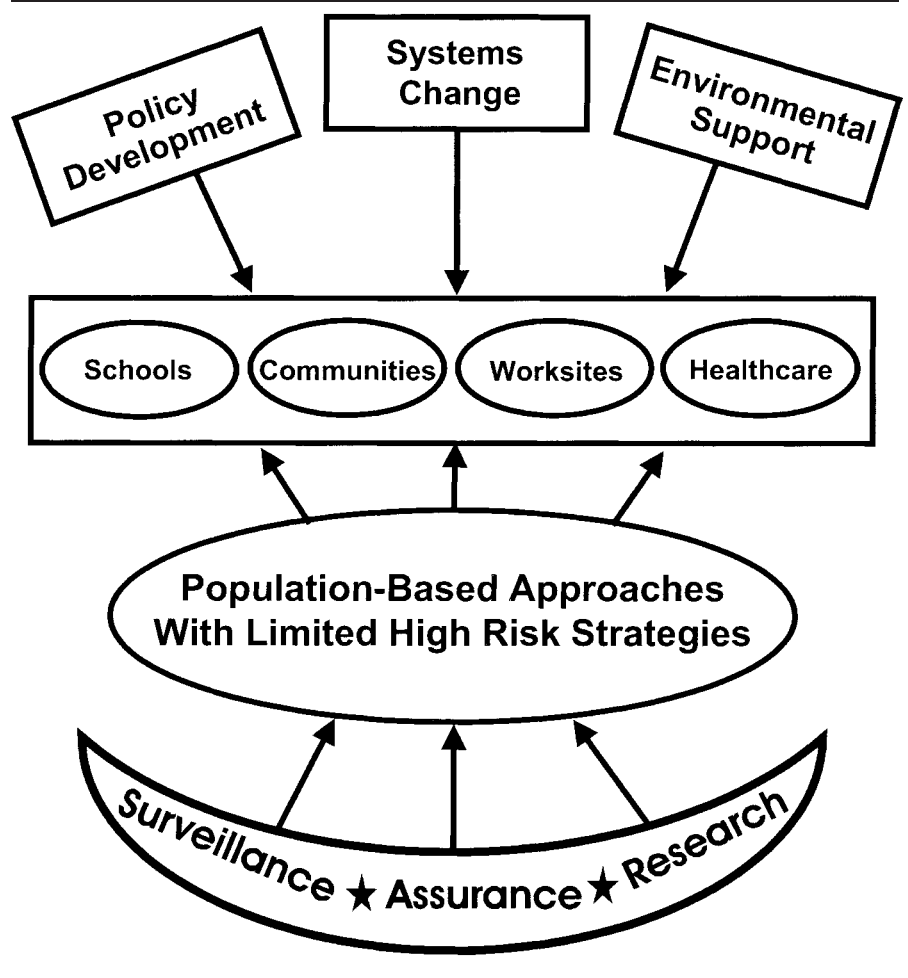 Policy
Development
Systems
Change
Environmental
Support
Schools
Communities
Worksites
Healthcare
Population-Based Approaches
With Limited High Risk Strategies
Surveillance ★ Assurance ★ Research